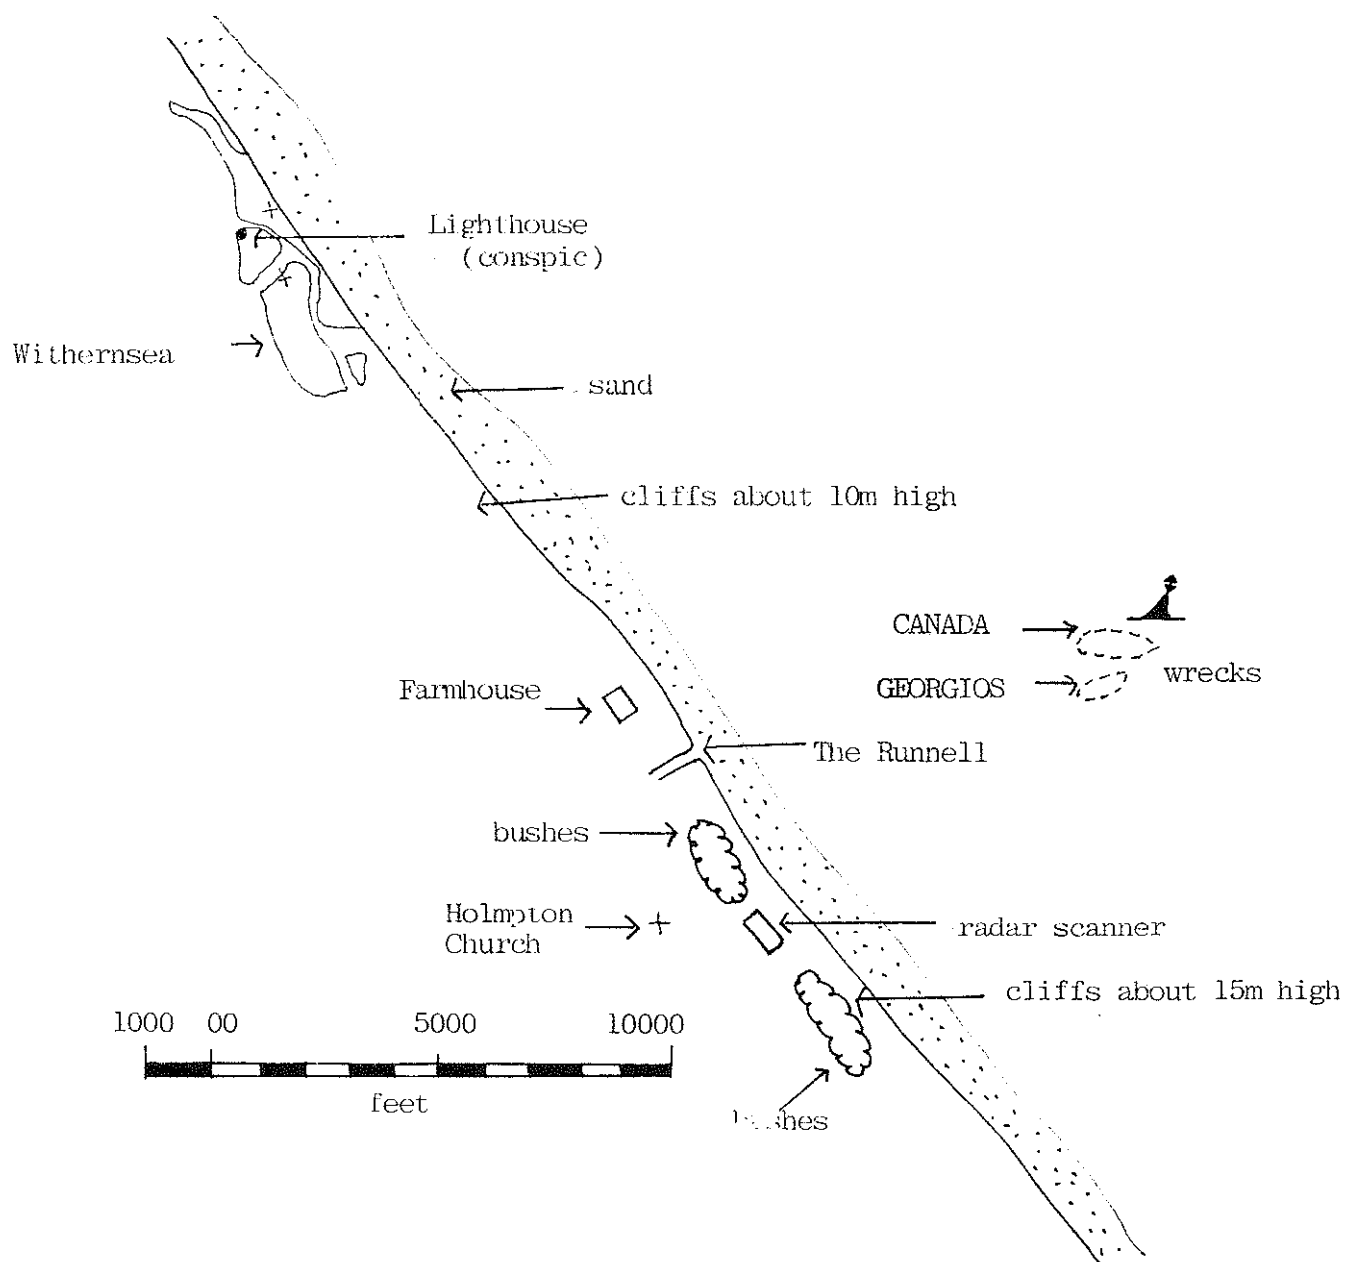 Lighthouse
(conspic)
Withernsea
sand
cliffs about 10m high
CANADA
GEORGIOS
wrecks
Farmhouse
The Runnell
bushes
Holmpton
Church
radar scanner
cliffs about 15m high
1000 00 5000 10000
feet
bushes